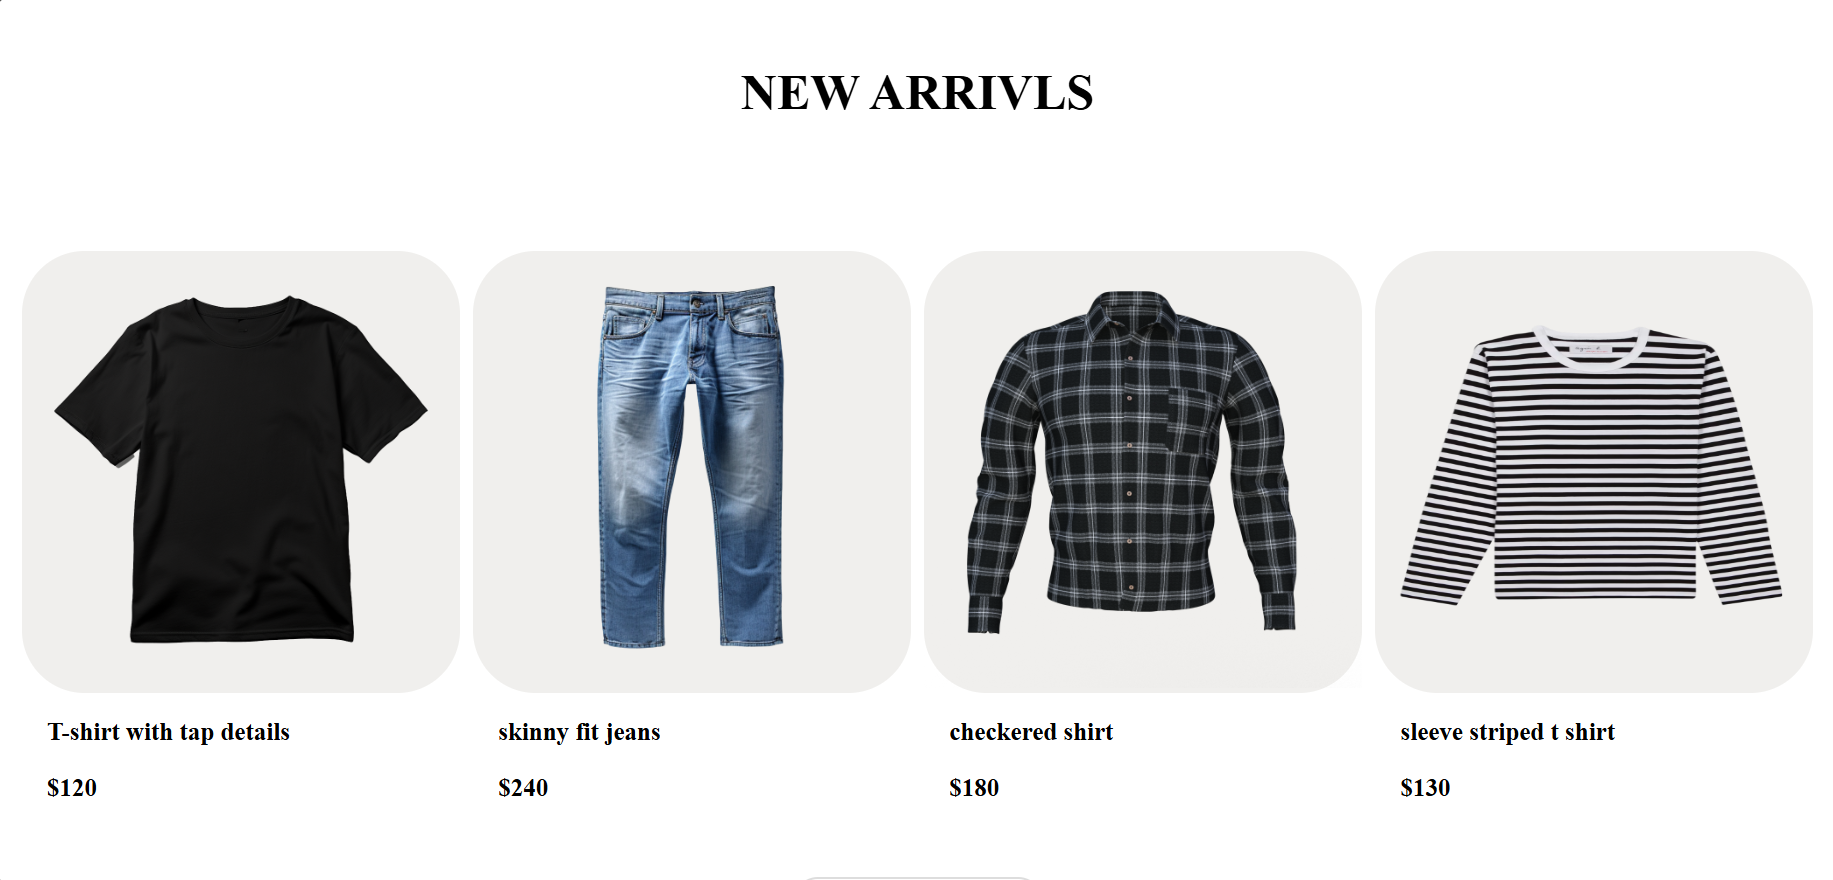 NEW ARRIVLS
T-shirt with tap details
$120
skinny fit jeans
$240
checkered shirt
$180
sleeve striped t shirt
$130